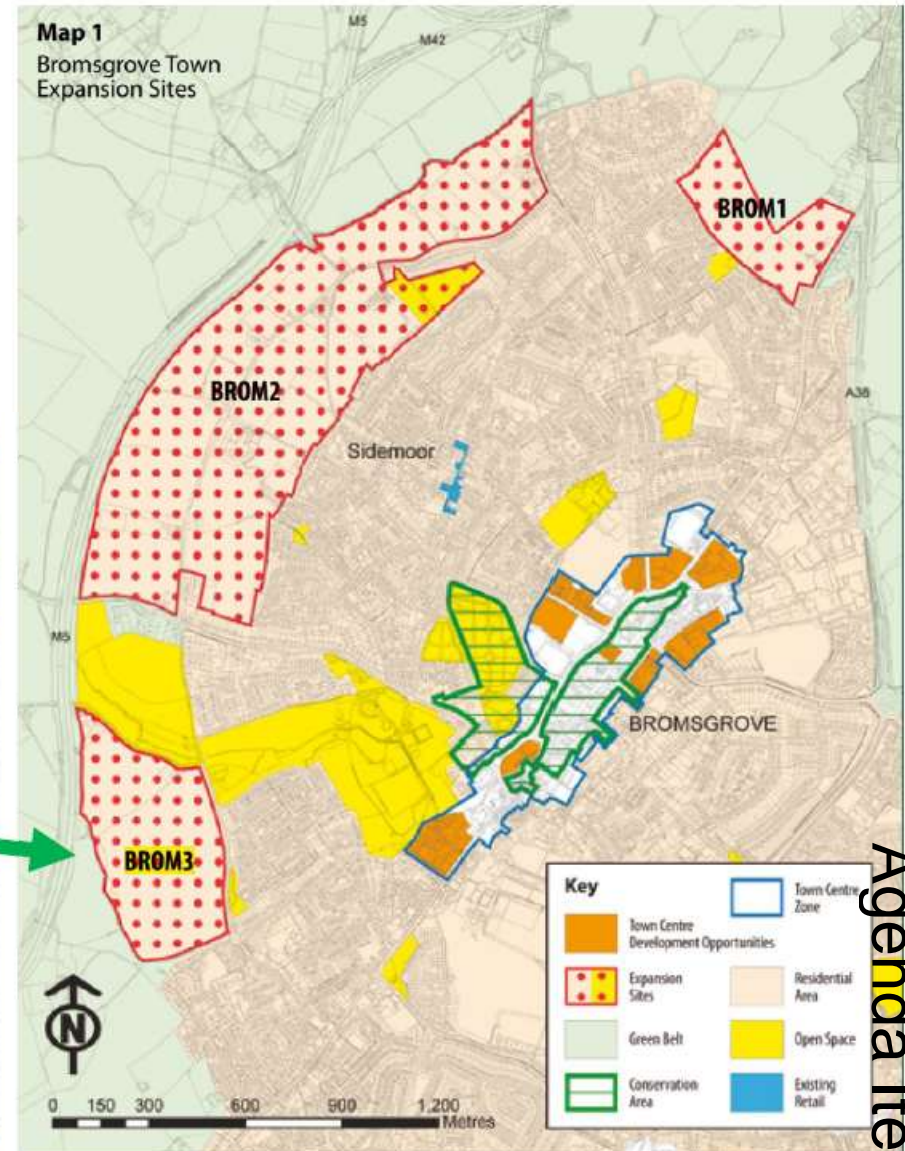 Map 1
Bromsgrove Town
Expansion Sites
M5
M42
BROM1
BROM2
A38
Sidemoor
M5
BROMSGROVE
BROM3
Key
Town Centre
Development Opportunities
Town Centre
Zone
Expansion
Sites
Residential
Area
Green Belt
Open Space
Conservation
Area
Existing
Retail
N
0 150 300 600 900 1,200
Metres
Agenda Ite